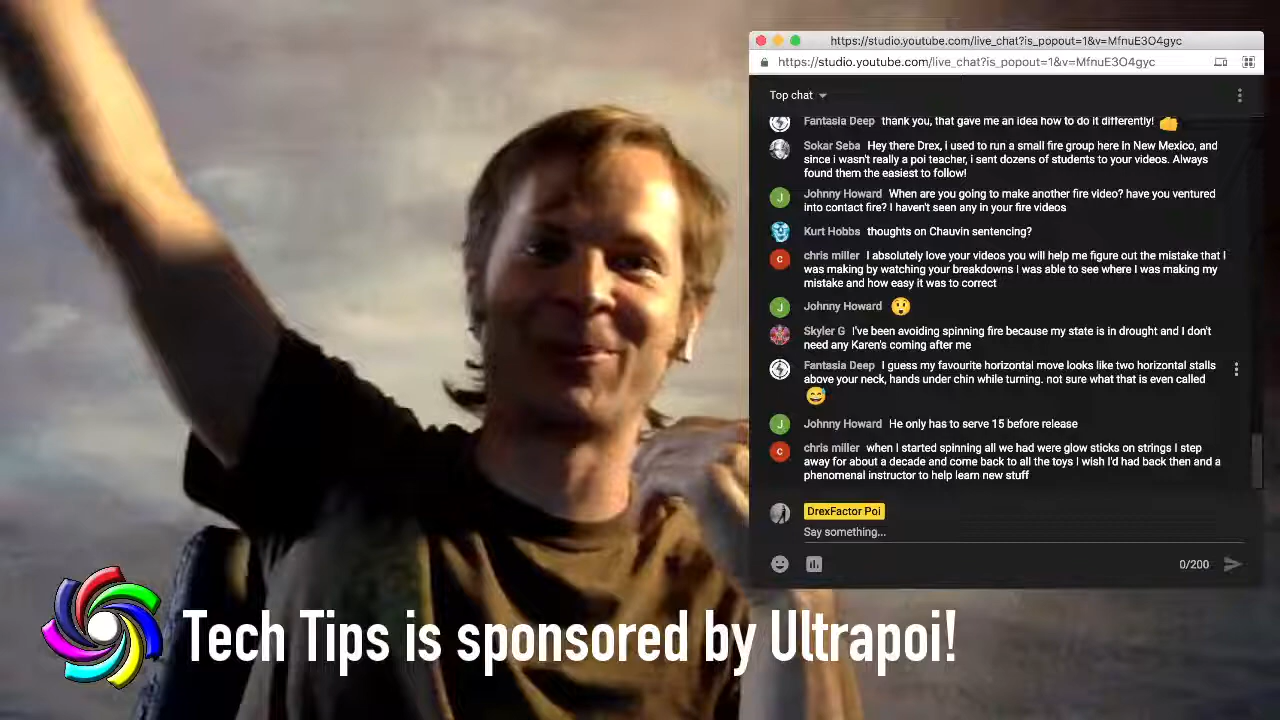 https://studio.youtube.com/live_chat?is_popout=1&v=MfnuE3O4gyc
https://studio.youtube.com/live_chat?is_popout=1&v=MfnuE3O4gyc
Top chat
Fantasia Deep thank you, that gave me an idea how to do it differently!
Sokar Seba Hey there Drex, i used to run a small fire group here in New Mexico, and
since i wasn't really a poi teacher, i sent dozens of students to your videos. Always
found them the easiest to follow!
Johnny Howard When are you going to make another fire video? have you ventured
into contact fire? I haven't seen any in your fire videos
Kurt Hobbs thoughts on Chauvin sentencing?
chris miller I absolutely love your videos you will help me figure out the mistake that I
was making by watching your breakdowns I was able to see where I was making my
mistake and how easy it was to correct
Johnny Howard 😲
Skyler G I've been avoiding spinning fire because my state is in drought and I don't
need any Karen's coming after me
Fantasia Deep I guess my favourite horizontal move looks like two horizontal stalls
above your neck, hands under chin while turning. not sure what that is even called
😅
Johnny Howard He only has to serve 15 before release
chris miller when I started spinning all we had were glow sticks on strings I step
away for about a decade and come back to all the toys I wish I'd had back then and a
phenomenal instructor to help learn new stuff
DrexFactor Poi
Say something...
0/200
J
C
J
J
C
Tech Tips is sponsored by Ultrapoi!